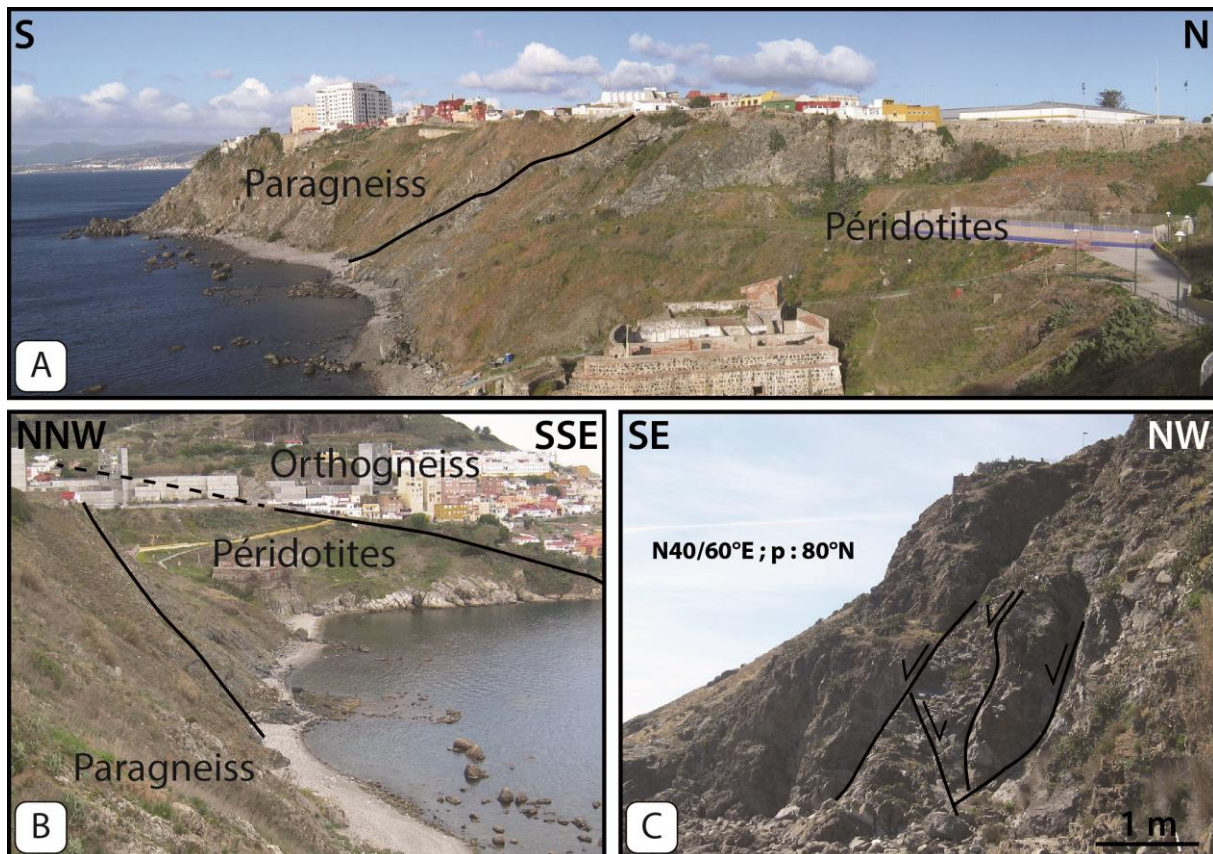 S N
Paragneiss
Péridotites
A
NNW SSE
Orthogneiss
Péridotites
Paragneiss
B
SE NW
N40/60°E ; p : 80°N
C
1 m